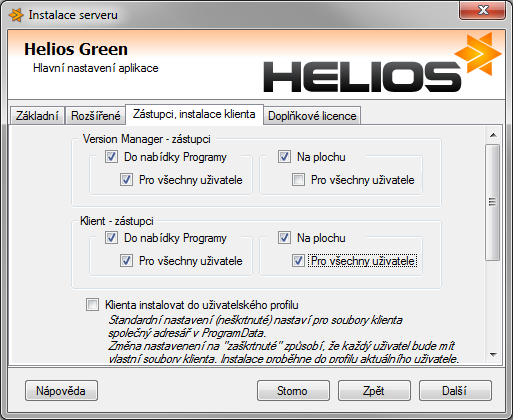 Instalace serveru
Helios Green
Hlavní nastavení aplikace
HELIOS
Základní Rozšířené Zástupci, instalace klienta Doplňkové licence
Version Manager - zástupci
Do nabídky Programy Na plochu
Pro všechny uživatele Pro všechny uživatele
Klient - zástupci
Do nabídky Programy Na plochu
Pro všechny uživatele Pro všechny uživatele
Klienta instalovat do uživatelského profilu
Standardní nastavení (neškrtnuté) nastaví pro soubory klienta
společný adresář v ProgramData.
Změna nastavenení na "zaškrtnuté" způsobí, že každý uživatel bude mít
vlastní soubory klienta. Instalace proběhne do profilu aktuálního uživatele.
Nápověda Storno Zpět Další